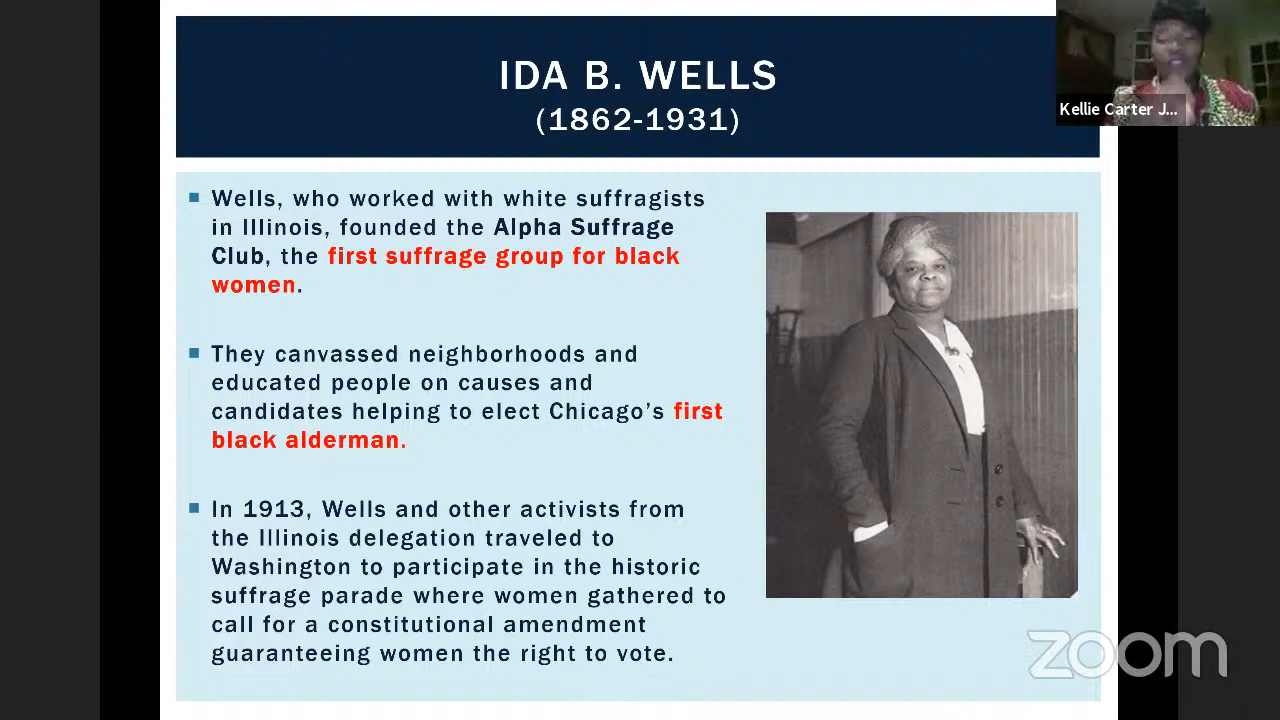 IDA B. WELLS
(1862-1931)
Kellie Carter J...
Wells, who worked with white suffragists
in Illinois, founded the Alpha Suffrage
Club, the first suffrage group for black
women.
They canvassed neighborhoods and
educated people on causes and
candidates helping to elect Chicago's first
black alderman.
In 1913, Wells and other activists from
the Illinois delegation traveled to
Washington to participate in the historic
suffrage parade where women gathered to
call for a constitutional amendment
guaranteeing women the right to vote.
zoom